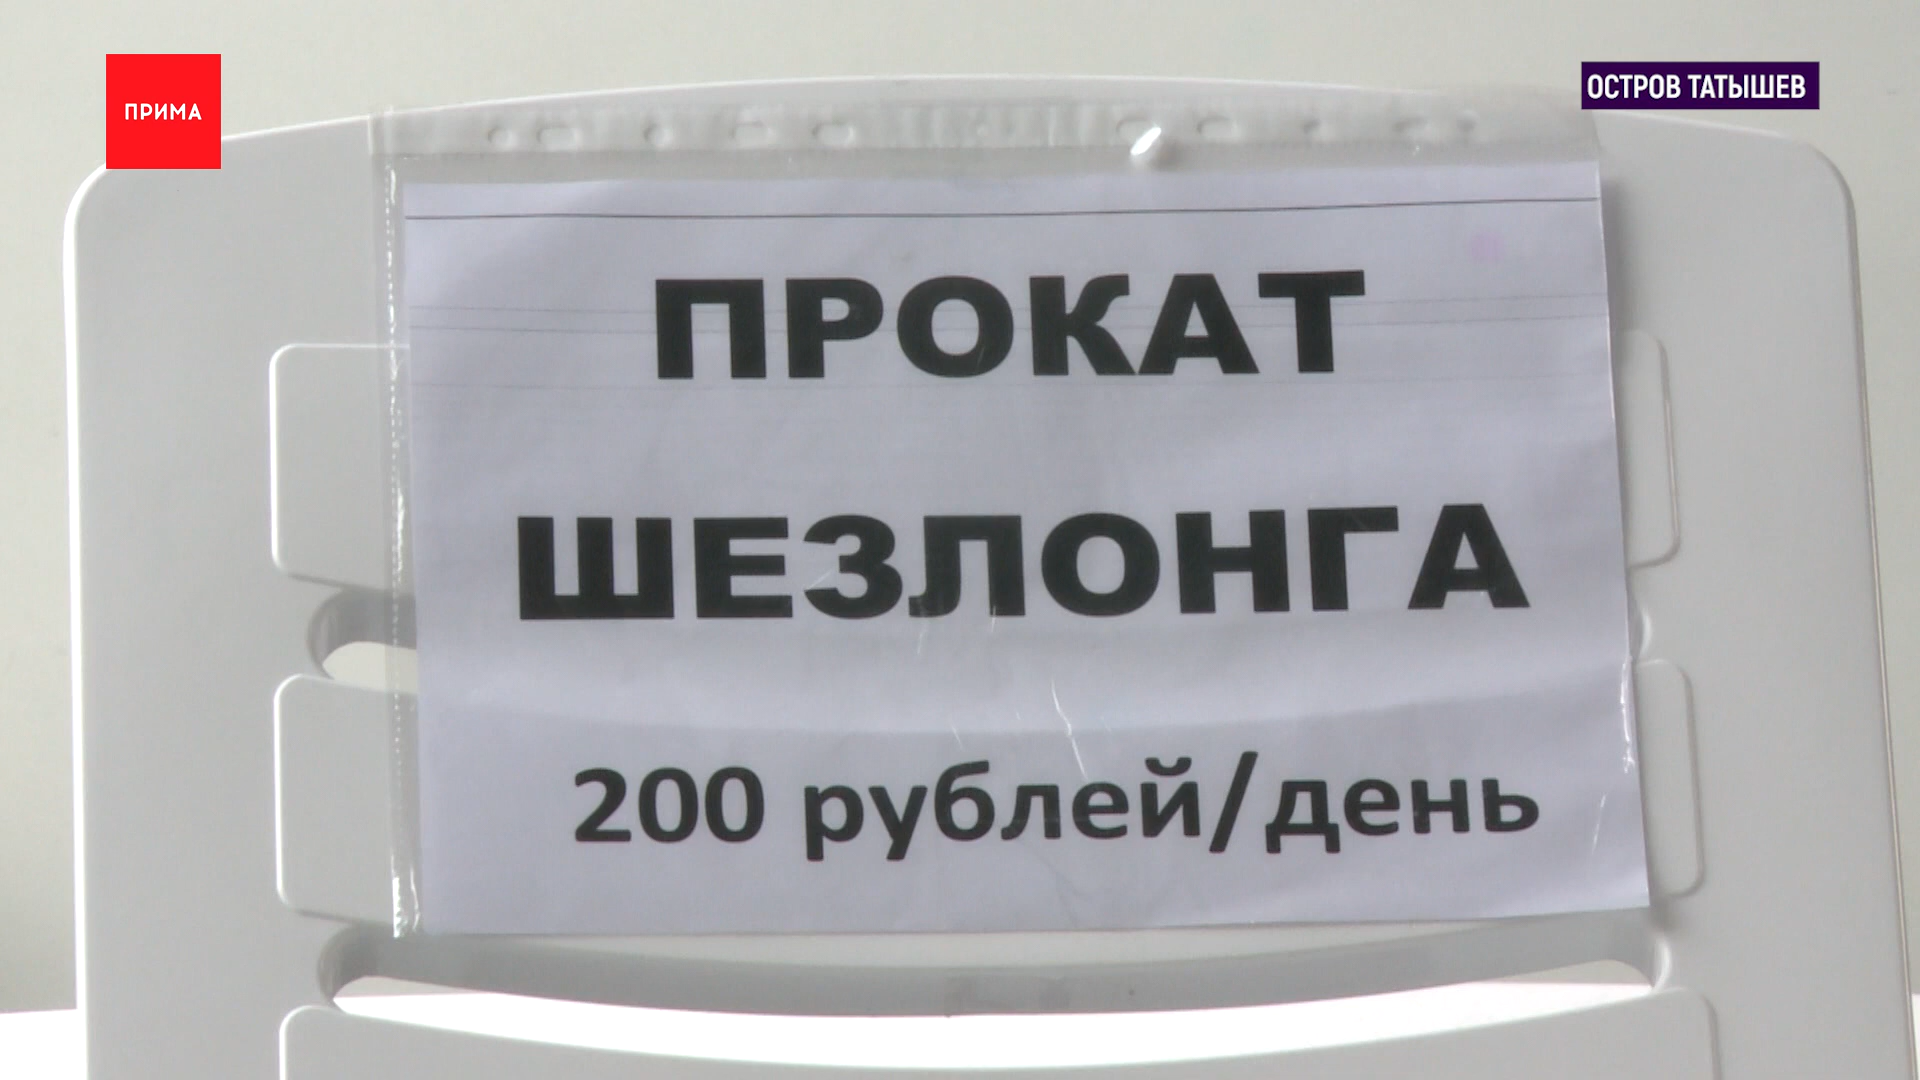 ПРИМА
ОСТРОВ ТАТЫШЕВ
ПРОКАТ
ШЕЗЛОНГА
200 рублей/день